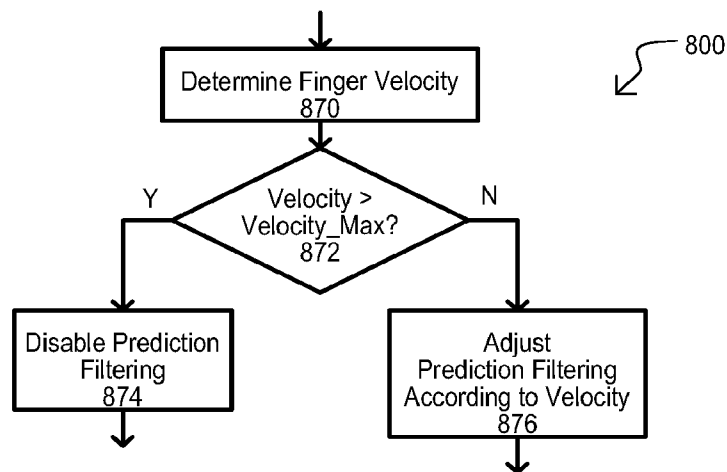 800
Determine Finger Velocity
870
Y
N
Velocity >
Velocity_Max?
872
Disable Prediction
Filtering
874
Adjust
Prediction Filtering
According to Velocity
876